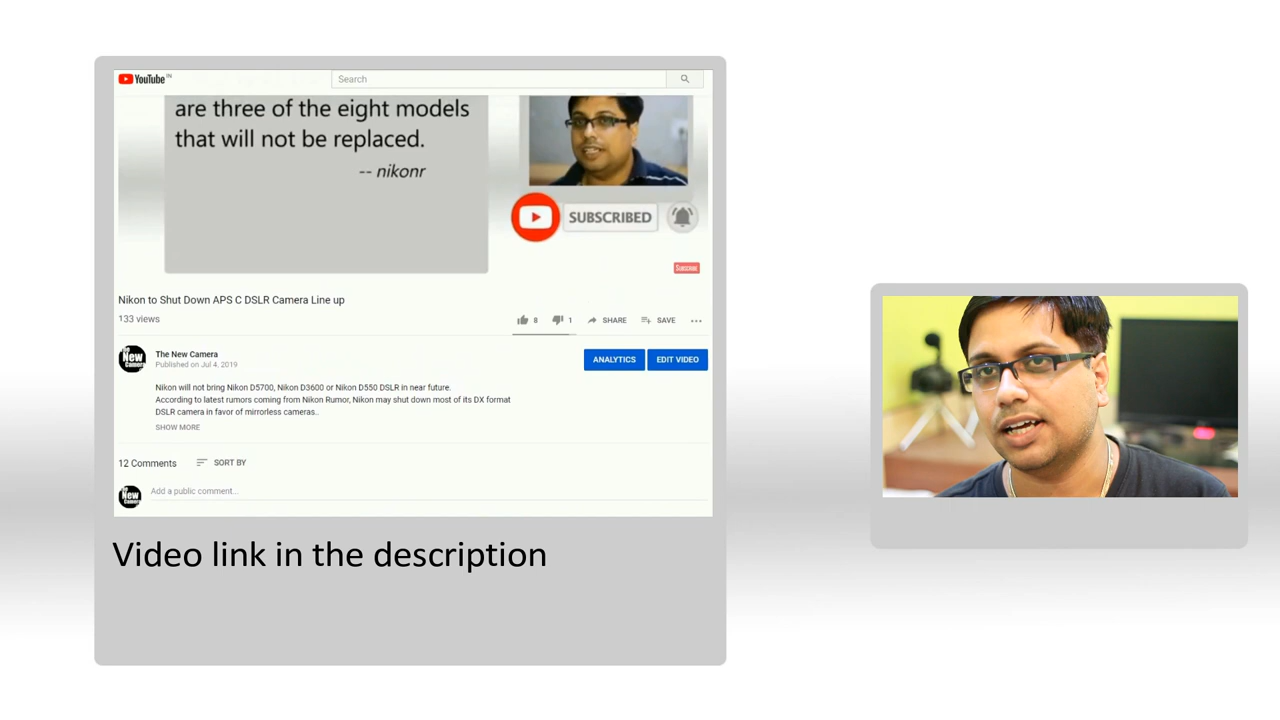 YouTube IN
Search
are three of the eight models
that will not be replaced.
-- nikonr
SUBSCRIBED
SUBSCRIBE
Nikon to Shut Down APS C DSLR Camera Line up
133 views
8
1
SHARE
SAVE
The New Camera
Published on Jul 4, 2019
ANALYTICS
EDIT VIDEO
Nikon will not bring Nikon D5700, Nikon D3600 or Nikon D550 DSLR in near future.
According to latest rumors coming from Nikon Rumor, Nikon may shut down most of its DX format
DSLR camera in favor of mirrorless cameras..
SHOW MORE
12 Comments
SORT BY
New
Camera
Add a public comment...
Video link in the description